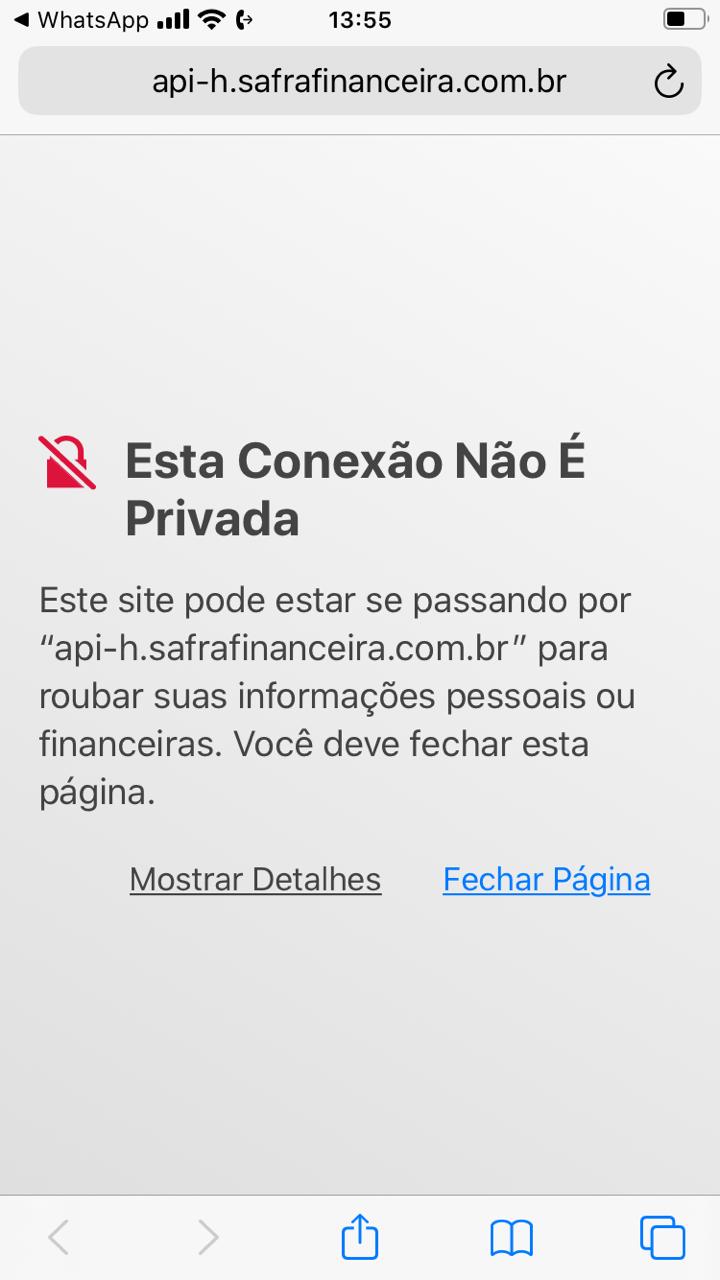 WhatsApp 13:55
api-h.safrafinanceira.com.br
Esta Conexão Não É
Privada
Este site pode estar se passando por
“api-h.safrafinanceira.com.br” para
roubar suas informações pessoais ou
financeiras. Você deve fechar esta
página.
Mostrar Detalhes Fechar Página